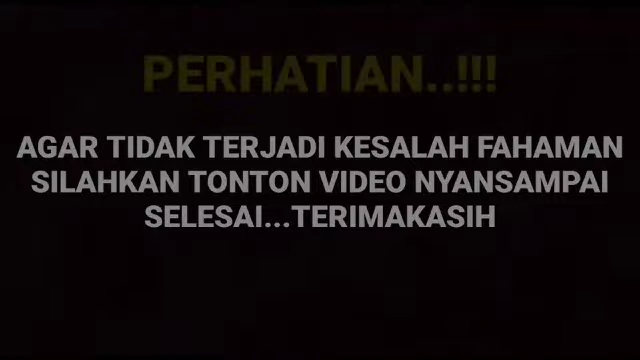 PERHATIAN..!!!
AGAR TIDAK TERJADI KESALAH FAHAMAN
SILAHKAN TONTON VIDEO NYANSAMPAI
SELESAI...TERIMAKASIH